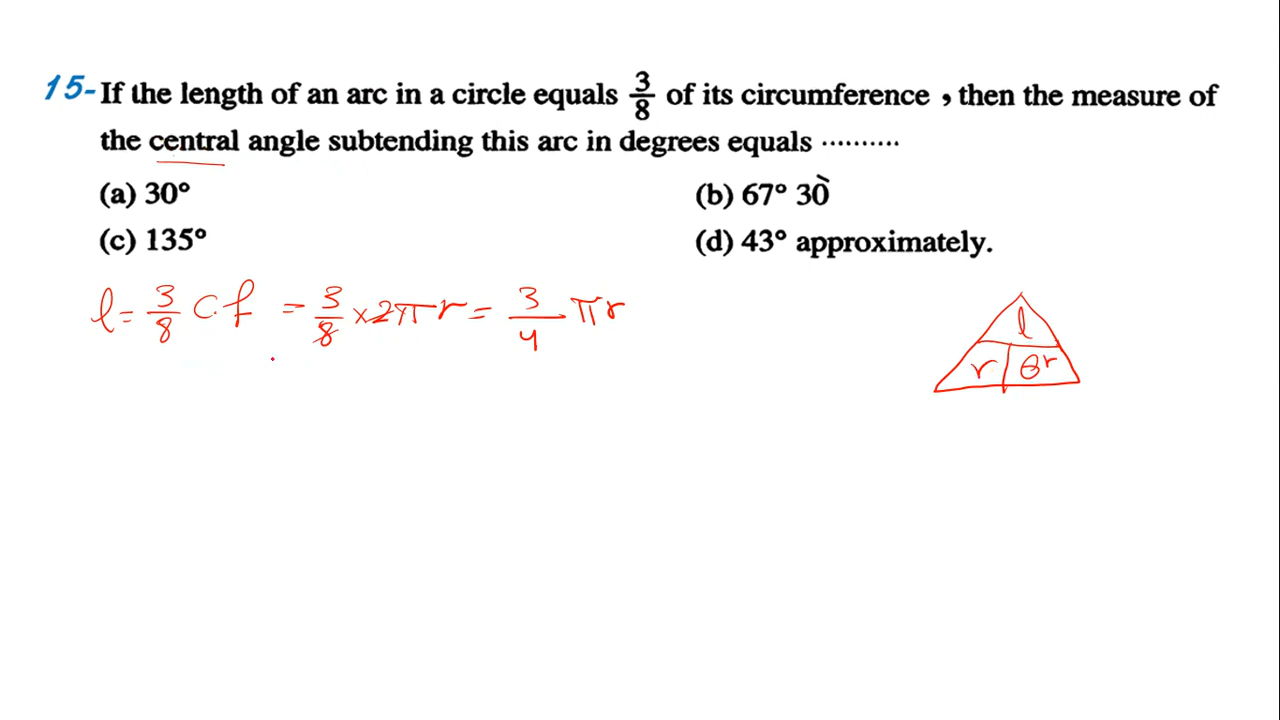 15- If the length of an arc in a circle equals 3/8 of its circumference , then the measure of
the central angle subtending this arc in degrees equals ..........
(a) 30° (b) 67° 30̀
(c) 135° (d) 43° approximately.
l = 3/8 C.f = 3/8 × 2πr = 3/4 πr
l
r θʳ